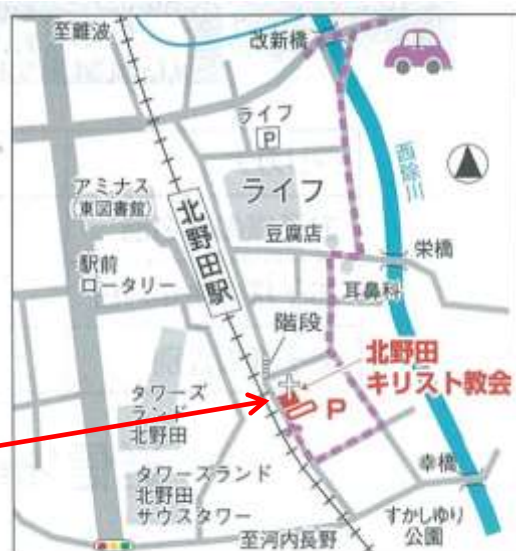 至難波
改新橋
ライフ
P
西除川
アミナス
(東図書館)
ライフ
北野田駅
豆腐店
栄橋
駅前
ロータリー
耳鼻科
階段
北野田
キリスト教会
P
タワーズ
ランド
北野田
幸橋
タワーズランド
北野田
サウスタワー
すかしゆり
公園
至河内長野